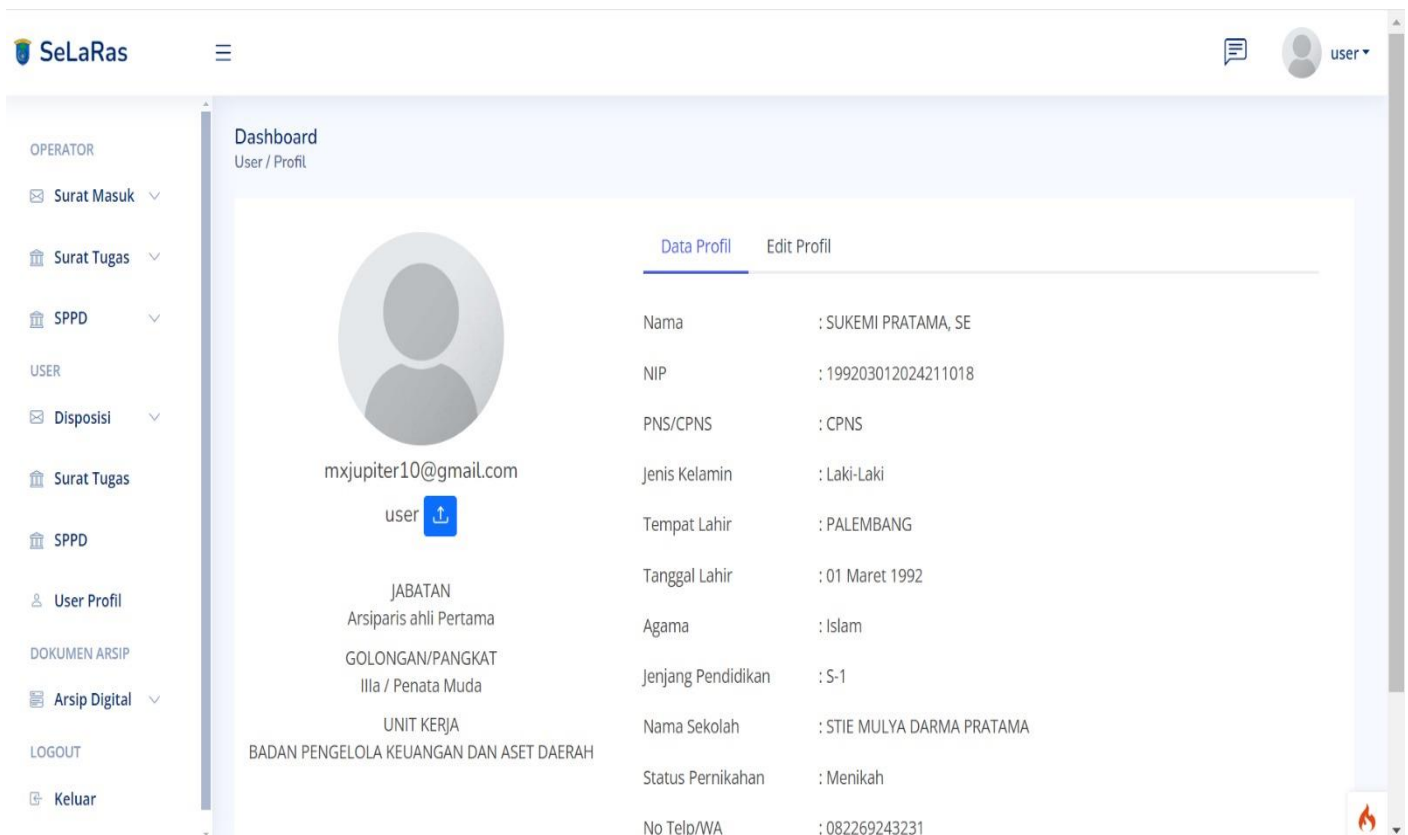 SeLaRas
user
OPERATOR
Surat Masuk
Surat Tugas
SPPD
USER
Disposisi
Surat Tugas
SPPD
User Profil
DOKUMEN ARSIP
Arsip Digital
LOGOUT
Keluar
Dashboard
User / Profil
mxjupiter10@gmail.com
user
JABATAN
Arsiparis ahli Pertama
GOLONGAN/PANGKAT
IIIa / Penata Muda
UNIT KERJA
BADAN PENGELOLA KEUANGAN DAN ASET DAERAH
Data Profil Edit Profil
Nama : SUKEMI PRATAMA, SE
NIP : 199203012024211018
PNS/CPNS : CPNS
Jenis Kelamin : Laki-Laki
Tempat Lahir : PALEMBANG
Tanggal Lahir : 01 Maret 1992
Agama : Islam
Jenjang Pendidikan : S-1
Nama Sekolah : STIE MULYA DARMA PRATAMA
Status Pernikahan : Menikah
No Telp/WA : 082269243231